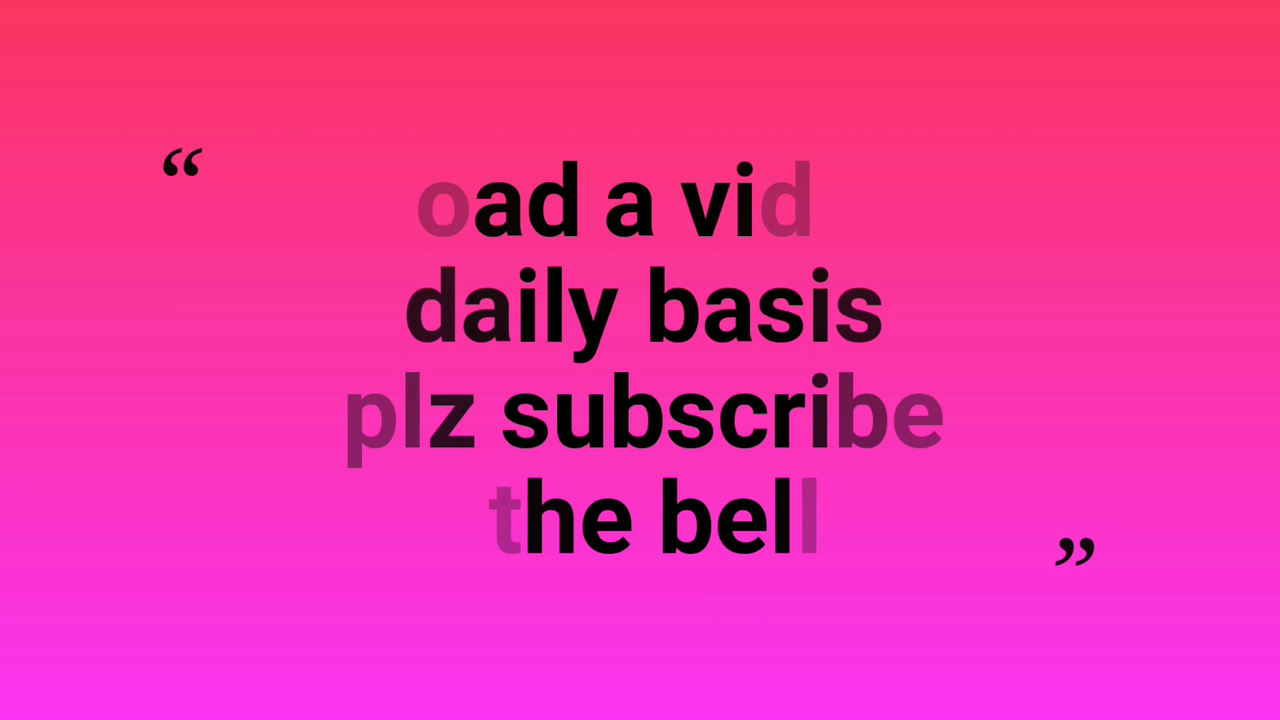 “
oad a vid
daily basis
plz subscribe
the bell
”